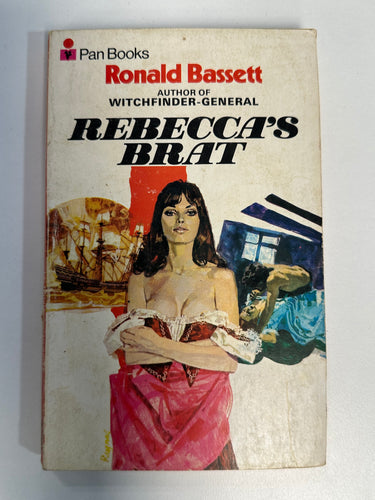 Pan Books
Ronald Bassett
AUTHOR OF
WITCHFINDER-GENERAL
REBECCA'S
BRAT